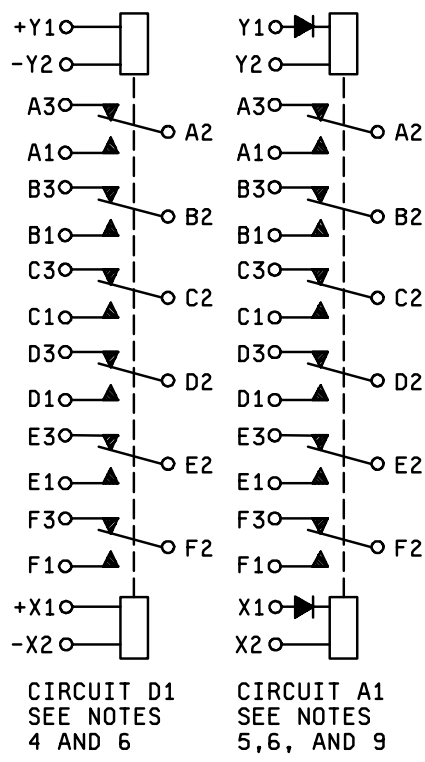 +Y1
-Y2
A3
A2
A1
B3
B2
B1
C3
C2
C1
D3
D2
D1
E3
E2
E1
F3
F2
F1
+X1
-X2
CIRCUIT D1
SEE NOTES
4 AND 6
Y1
Y2
A3
A2
A1
B3
B2
B1
C3
C2
C1
D3
D2
D1
E3
E2
E1
F3
F2
F1
X1
X2
CIRCUIT A1
SEE NOTES
5,6, AND 9